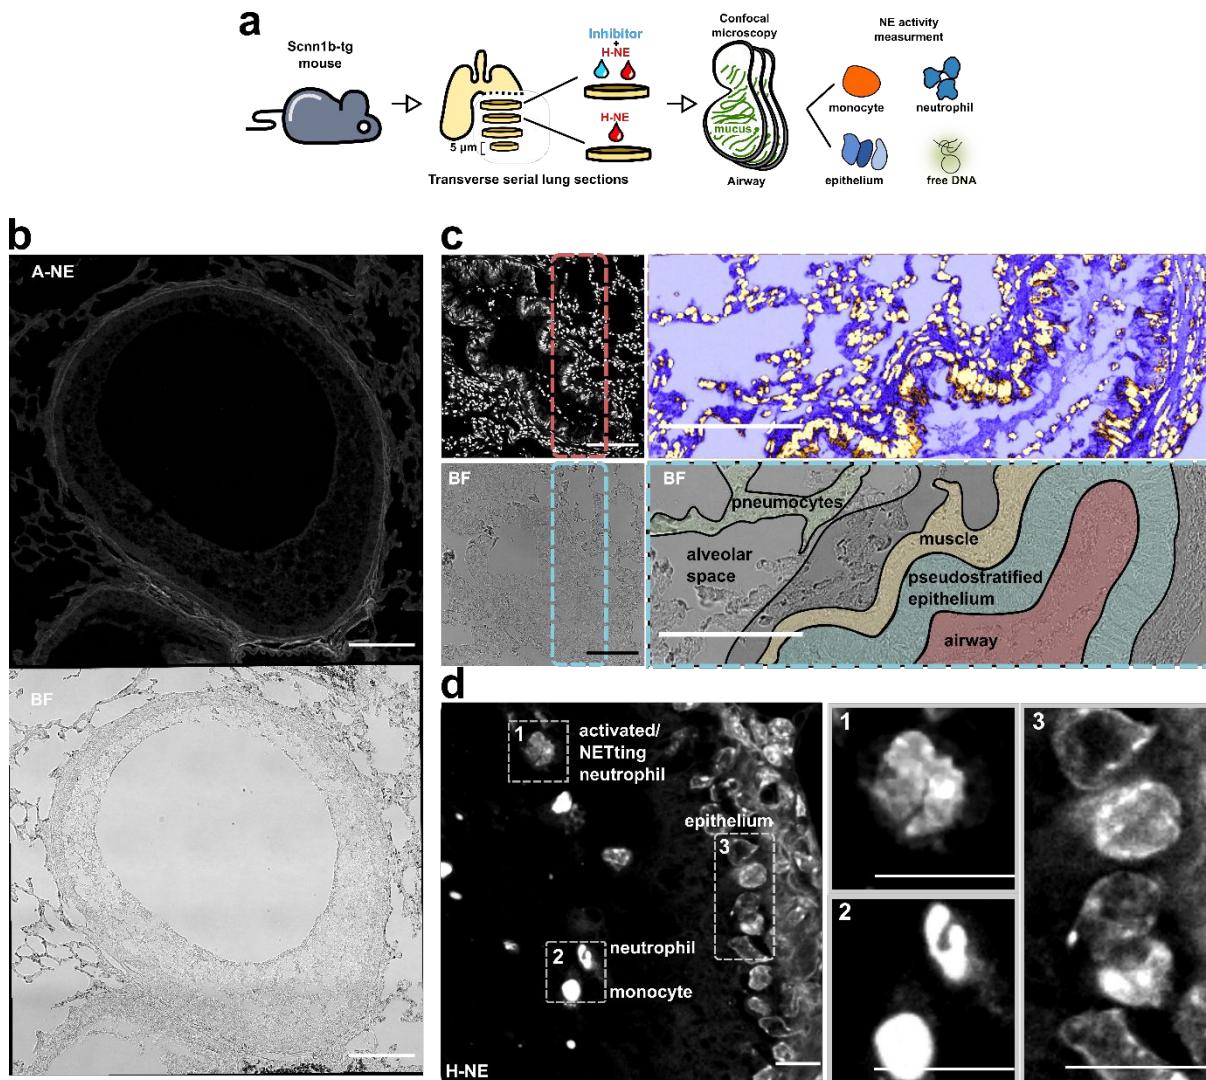 a
Scnn1b-tg
mouse
5 µm
Transverse serial lung sections
Inhibitor
+
H-NE
H-NE
Confocal
microscopy
mucus
Airway
NE activity
measurment
monocyte
neutrophil
epithelium
free DNA
b
A-NE
BF
c
BF
BF
pneumocytes
alveolar
space
muscle
pseudostratified
epithelium
airway
d
1
activated/
NETting
neutrophil
epithelium
3
2
neutrophil
monocyte
H-NE
1
2
3